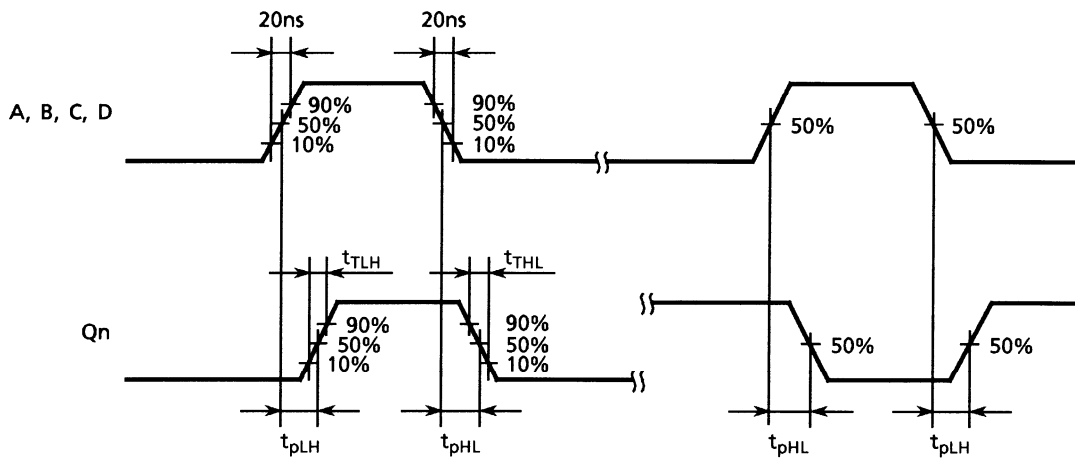 20ns 20ns
A, B, C, D
90% 90%
50% 50% 50% 50%
10% 10%
tTLH tTHL
Qn
90% 90%
50% 50% 50% 50%
10% 10%
tpLH tpHL tpHL tpLH